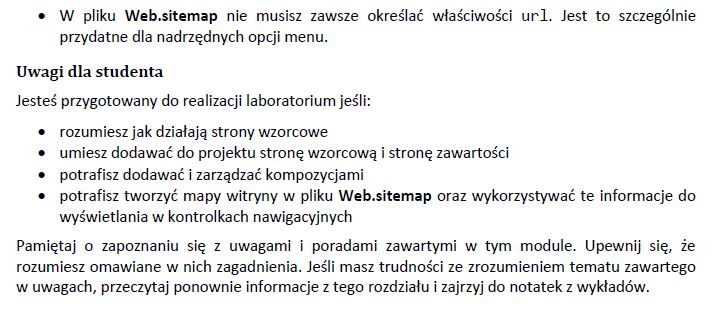 • W pliku Web.sitemap nie musisz zawsze określać właściwości url. Jest to szczególnie
przydatne dla nadrzędnych opcji menu.
Uwagi dla studenta
Jesteś przygotowany do realizacji laboratorium jeśli:
• rozumiesz jak działają strony wzorcowe
• umiesz dodawać do projektu stronę wzorcową i stronę zawartości
• potrafisz dodawać i zarządzać kompozycjami
• potrafisz tworzyć mapy witryny w pliku Web.sitemap oraz wykorzystywać te informacje do
wyświetlania w kontrolkach nawigacyjnych
Pamiętaj o zapoznaniu się z uwagami i poradami zawartymi w tym module. Upewnij się, że
rozumiesz omawiane w nich zagadnienia. Jeśli masz trudności ze zrozumieniem tematu zawartego
w uwagach, przeczytaj ponownie informacje z tego rozdziału i zajrzyj do notatek z wykładów.